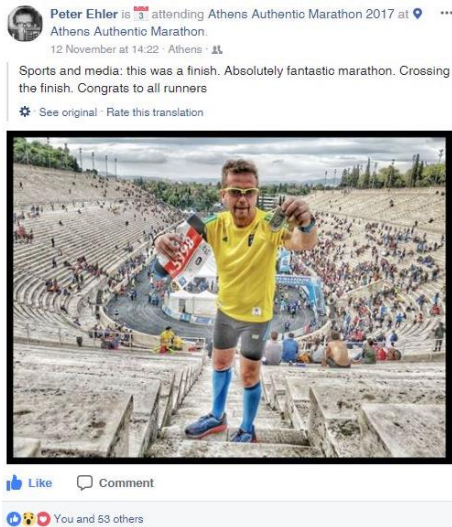 Peter Ehler is 3 attending Athens Authentic Marathon 2017 at
Athens Authentic Marathon.
12 November at 14:22 · Athens ·
Sports and media: this was a finish. Absolutely fantastic marathon. Crossing
the finish. Congrats to all runners
· See original · Rate this translation
5998
Like Comment
You and 53 others